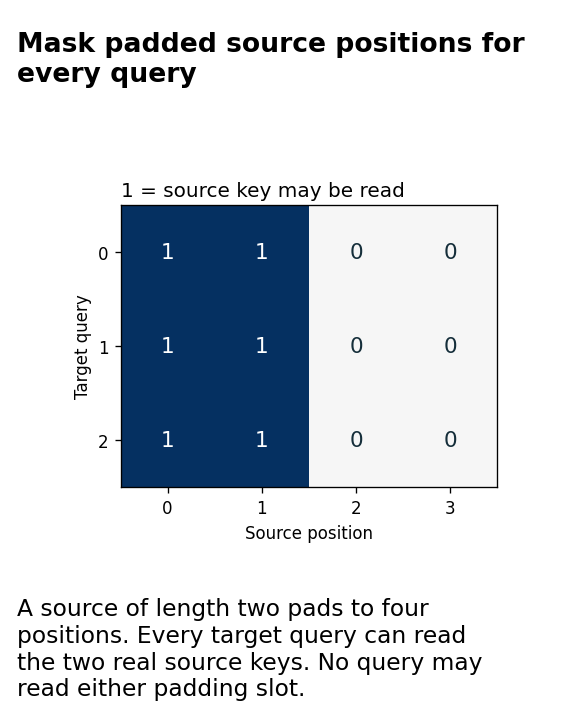 Mask padded source positions for
every query
1 = source key may be read
0 1 1 0 0
1 1 1 0 0
2 1 1 0 0
Target query
0 1 2 3
Source position
A source of length two pads to four
positions. Every target query can read
the two real source keys. No query may
read either padding slot.